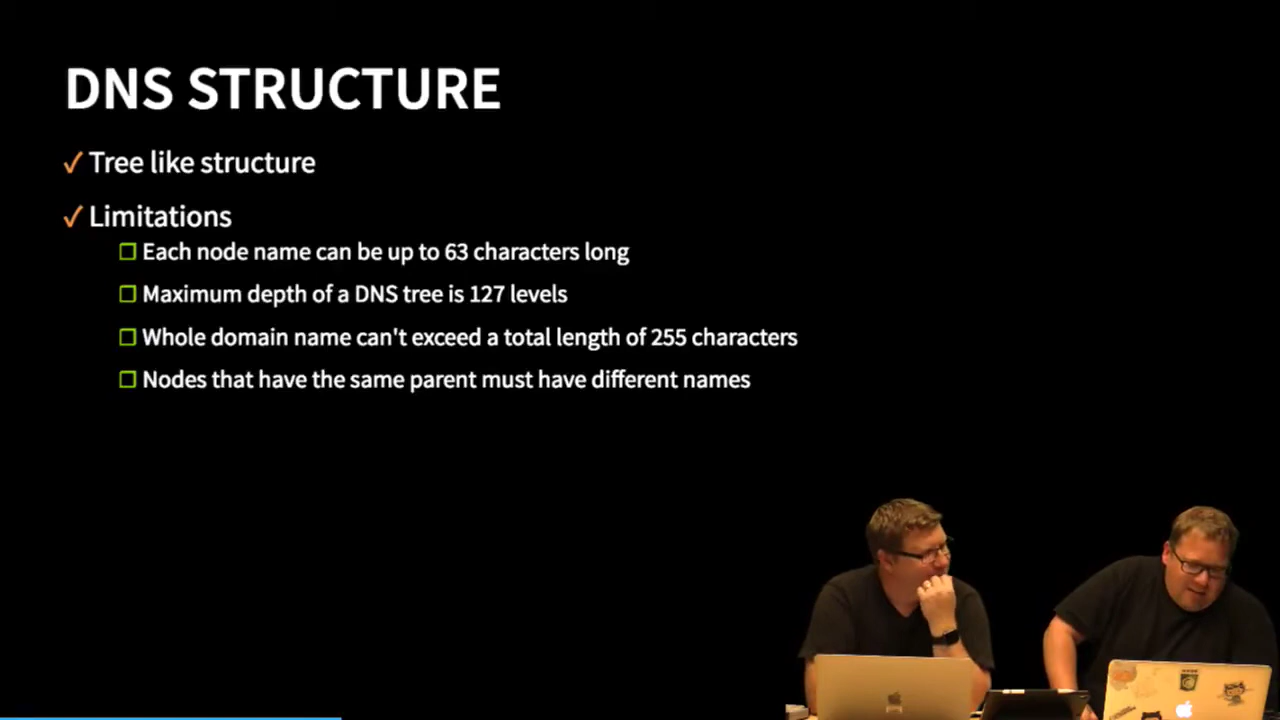 DNS STRUCTURE
✓ Tree like structure
✓ Limitations
❒ Each node name can be up to 63 characters long
❒ Maximum depth of a DNS tree is 127 levels
❒ Whole domain name can't exceed a total length of 255 characters
❒ Nodes that have the same parent must have different names